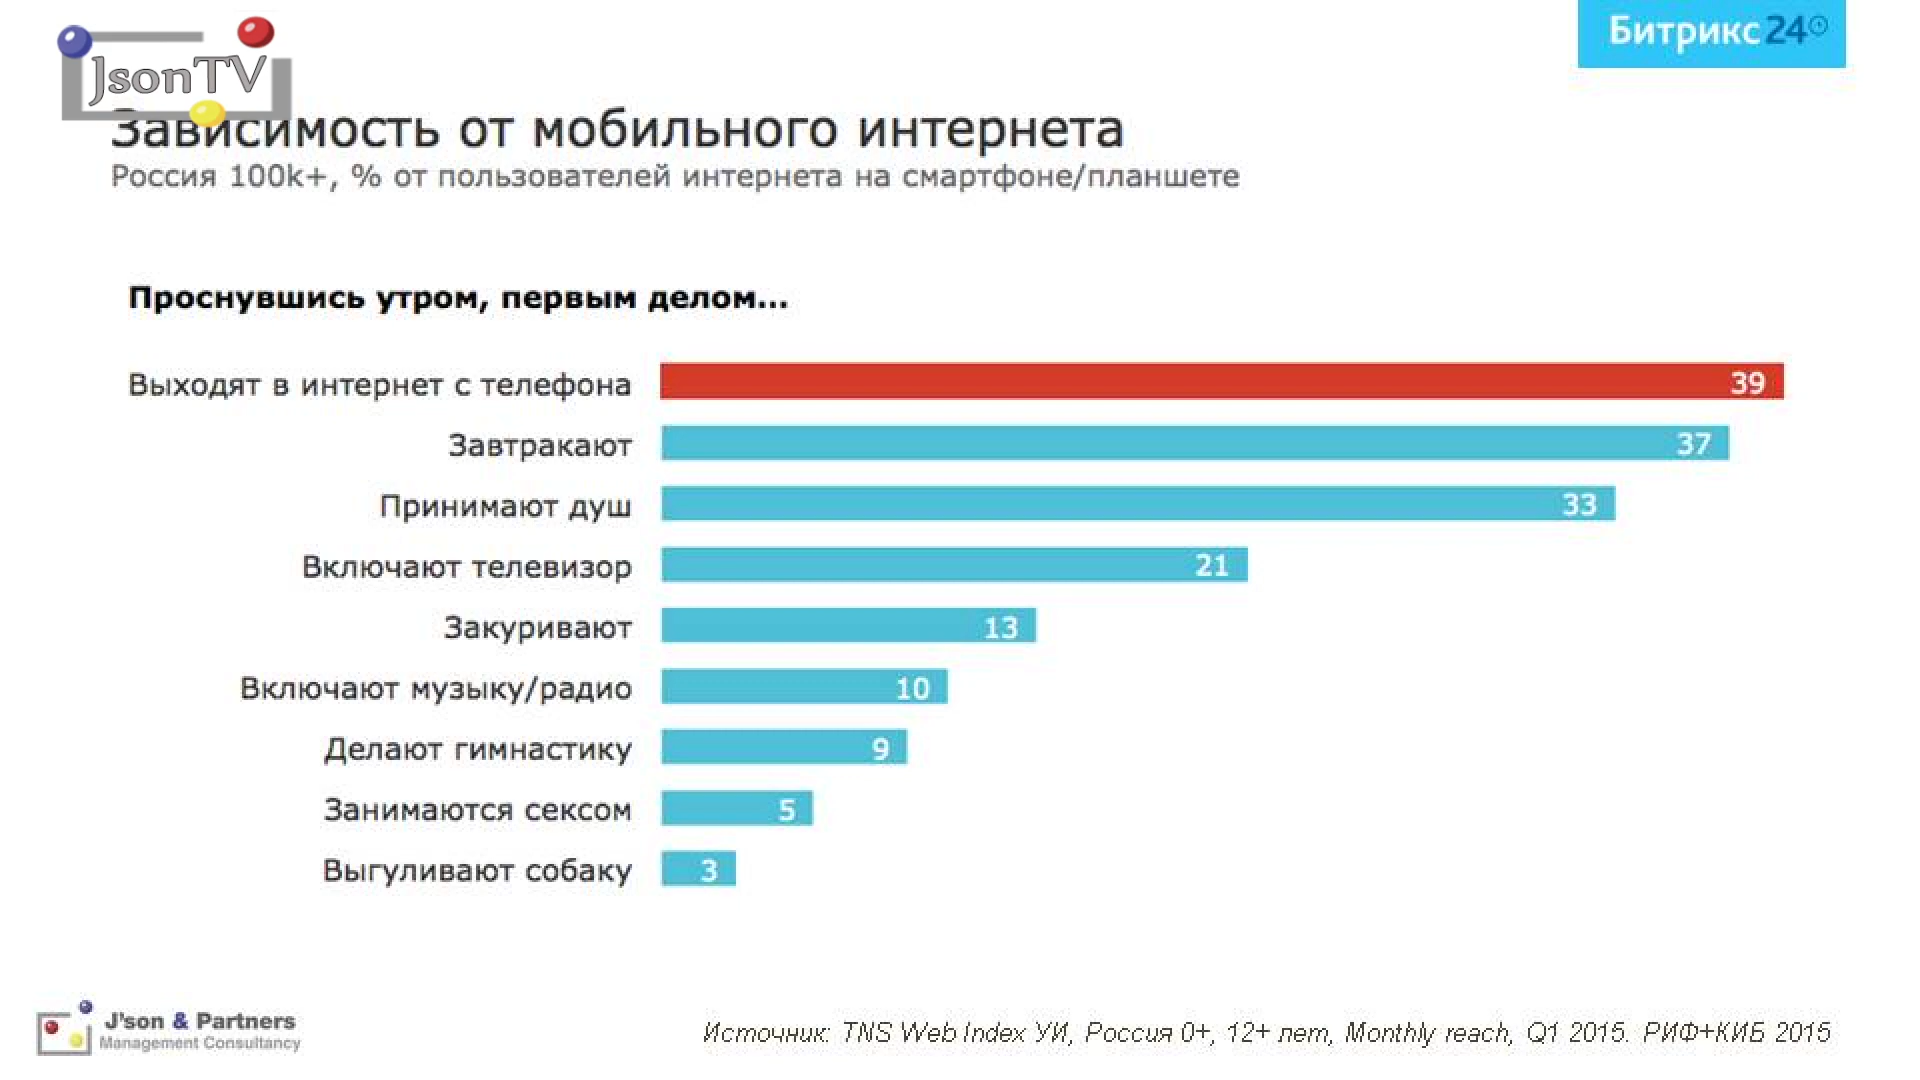 JsonTV
Битрикс24
Зависимость от мобильного интернета
Россия 100k+, % от пользователей интернета на смартфоне/планшете
Проснувшись утром, первым делом...
Выходят в интернет с телефона 39
Завтракают 37
Принимают душ 33
Включают телевизор 21
Закуривают 13
Включают музыку/радио 10
Делают гимнастику 9
Занимаются сексом 5
Выгуливают собаку 3
J'son & Partners
Management Consultancy
Источник: TNS Web Index УИ, Россия 0+, 12+ лет, Monthly reach, Q1 2015. РИФ+КИБ 2015